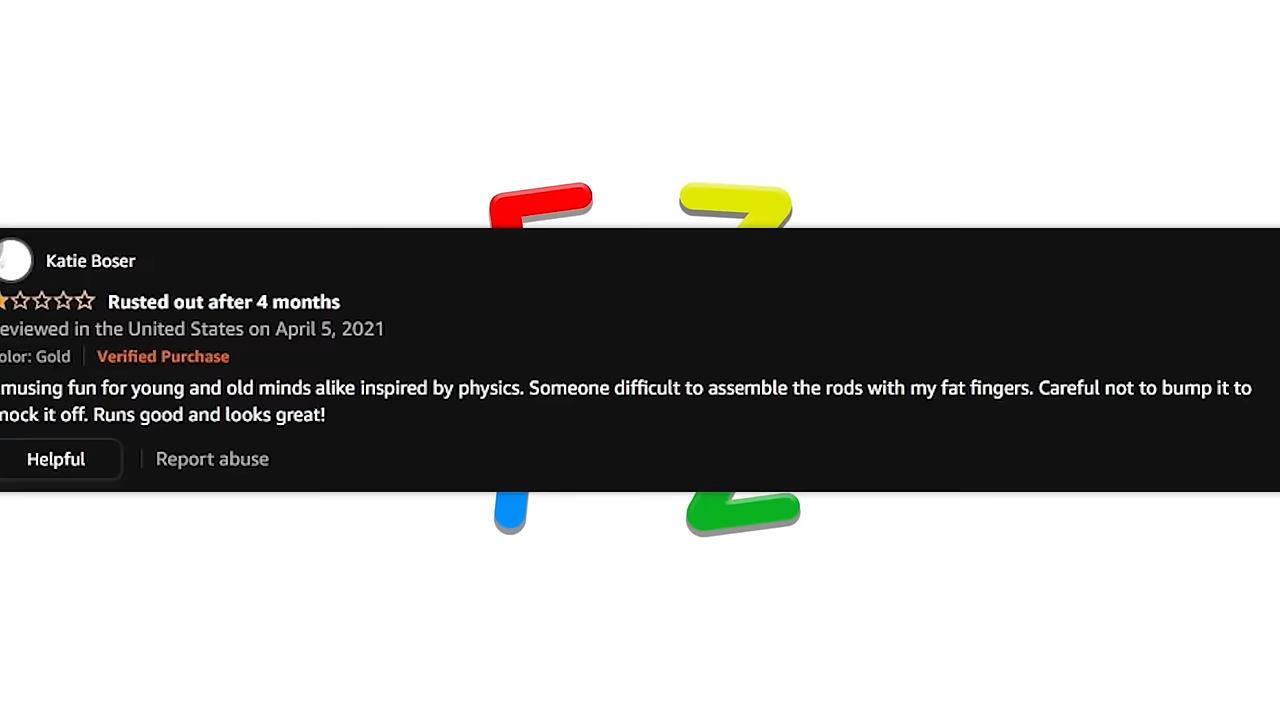 Katie Boser
Rusted out after 4 months
eviewed in the United States on April 5, 2021
olor: Gold
Verified Purchase
musing fun for young and old minds alike inspired by physics. Someone difficult to assemble the rods with my fat fingers. Careful not to bump it to
nock it off. Runs good and looks great!
Helpful
Report abuse